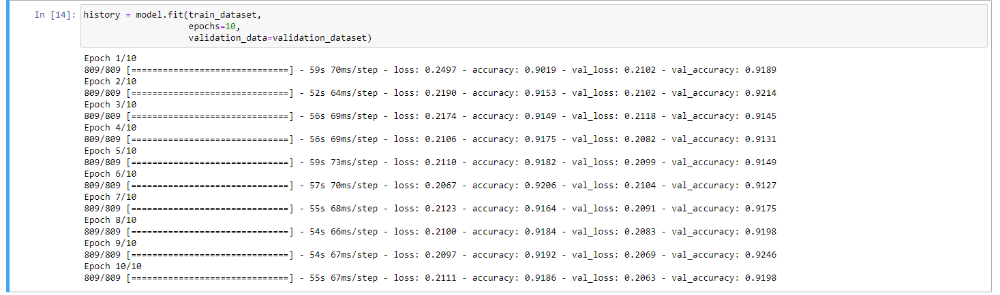 In [14]: history = model.fit(train_dataset,
epochs=10,
validation_data=validation_dataset)
Epoch 1/10
809/809 [==============================] - 59s 70ms/step - loss: 0.2497 - accuracy: 0.9019 - val_loss: 0.2102 - val_accuracy: 0.9189
Epoch 2/10
809/809 [==============================] - 52s 64ms/step - loss: 0.2190 - accuracy: 0.9153 - val_loss: 0.2102 - val_accuracy: 0.9214
Epoch 3/10
809/809 [==============================] - 56s 69ms/step - loss: 0.2174 - accuracy: 0.9149 - val_loss: 0.2118 - val_accuracy: 0.9145
Epoch 4/10
809/809 [==============================] - 56s 69ms/step - loss: 0.2106 - accuracy: 0.9175 - val_loss: 0.2082 - val_accuracy: 0.9131
Epoch 5/10
809/809 [==============================] - 59s 73ms/step - loss: 0.2110 - accuracy: 0.9182 - val_loss: 0.2099 - val_accuracy: 0.9149
Epoch 6/10
809/809 [==============================] - 57s 70ms/step - loss: 0.2067 - accuracy: 0.9206 - val_loss: 0.2104 - val_accuracy: 0.9127
Epoch 7/10
809/809 [==============================] - 55s 68ms/step - loss: 0.2123 - accuracy: 0.9164 - val_loss: 0.2091 - val_accuracy: 0.9175
Epoch 8/10
809/809 [==============================] - 54s 66ms/step - loss: 0.2100 - accuracy: 0.9184 - val_loss: 0.2083 - val_accuracy: 0.9198
Epoch 9/10
809/809 [==============================] - 54s 67ms/step - loss: 0.2097 - accuracy: 0.9192 - val_loss: 0.2069 - val_accuracy: 0.9246
Epoch 10/10
809/809 [==============================] - 55s 67ms/step - loss: 0.2111 - accuracy: 0.9186 - val_loss: 0.2063 - val_accuracy: 0.9198